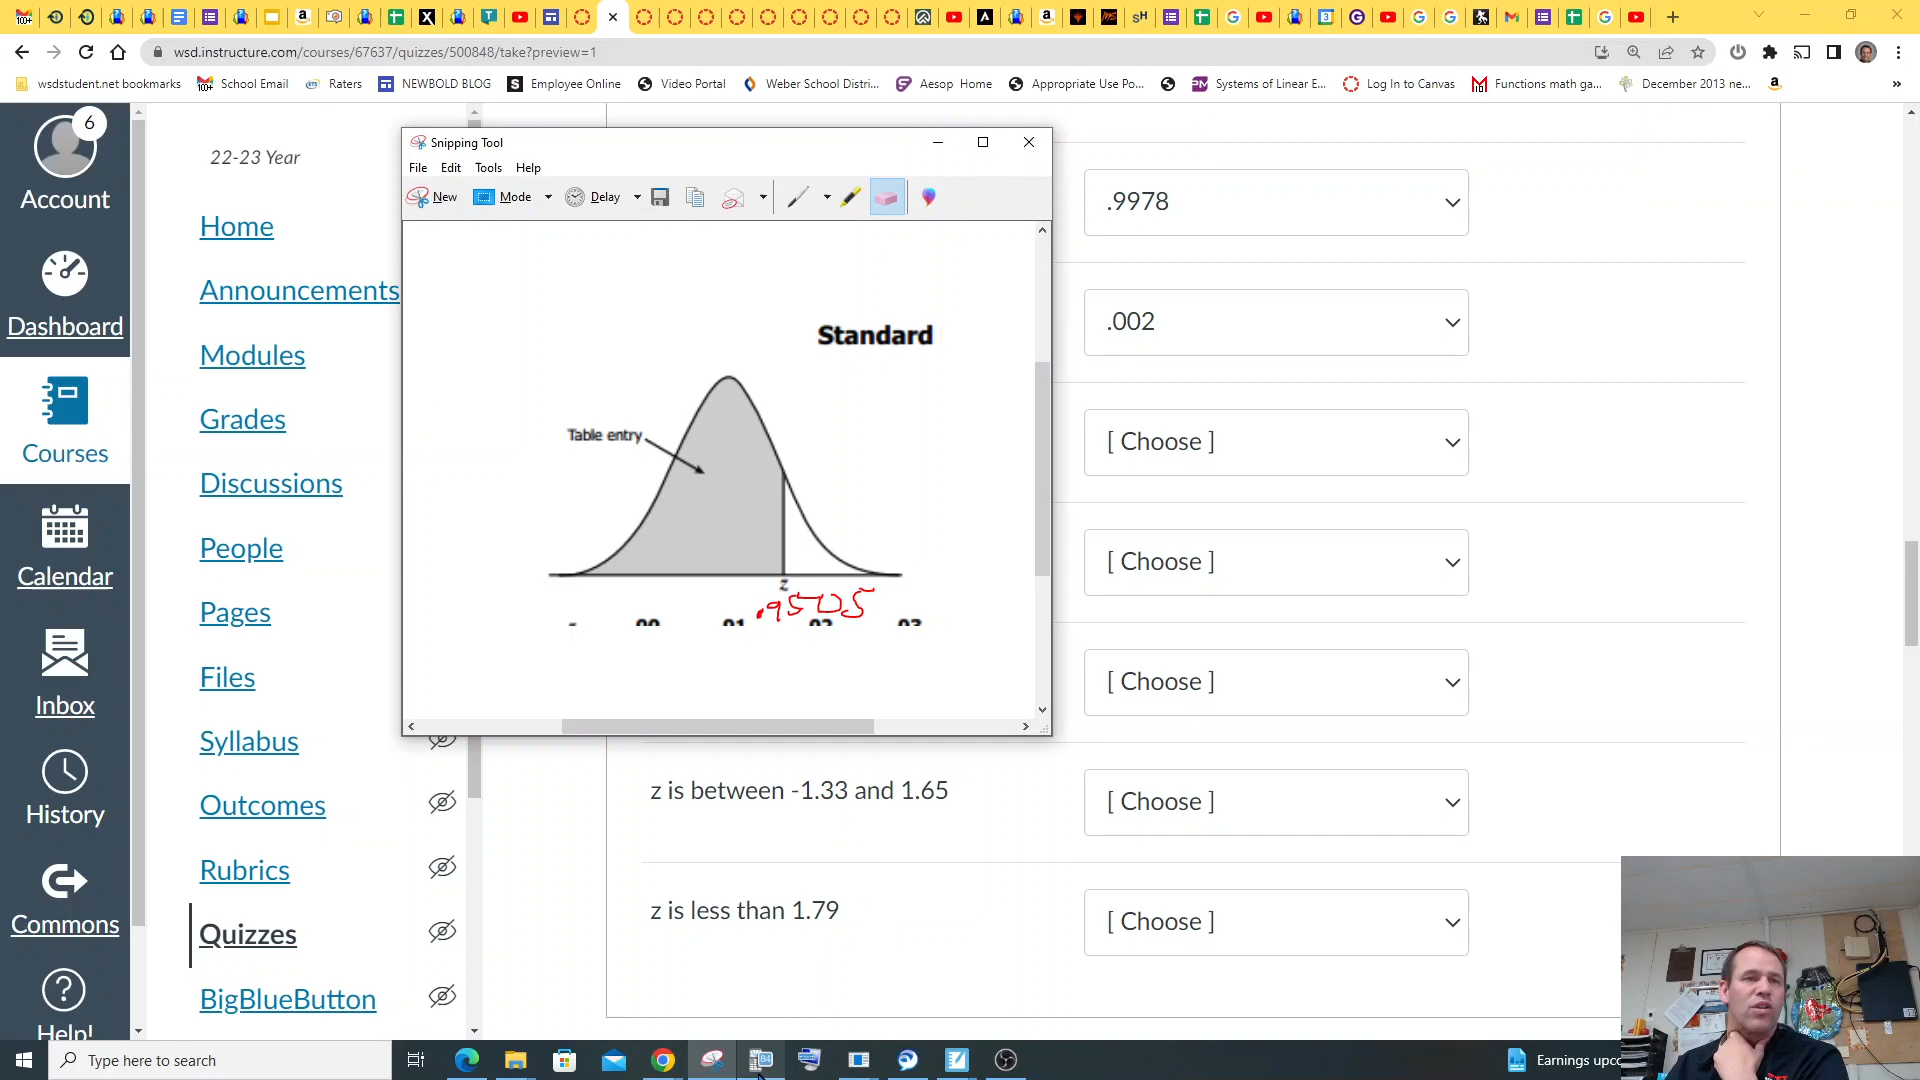 wsd.instructure.com/courses/67637/quizzes/500848/take?preview=1
wsdstudent.net bookmarks
School Email
Raters
NEWBOLD BLOG
Employee Online
Video Portal
Weber School Distri...
Aesop Home
Appropriate Use Po...
Systems of Linear E...
Log In to Canvas
Functions math ga...
December 2013 ne...
»
6
Account
Dashboard
Courses
Calendar
Inbox
History
Commons
Help!
22-23 Year
Home
Announcements
Modules
Grades
Discussions
People
Pages
Files
Syllabus
Outcomes
Rubrics
Quizzes
BigBlueButton
Snipping Tool
File Edit Tools Help
New Mode Delay
Standard
Table entry
z
.9505
.9978
.002
[ Choose ]
[ Choose ]
[ Choose ]
z is between -1.33 and 1.65
[ Choose ]
z is less than 1.79
[ Choose ]
Type here to search
Earnings upco